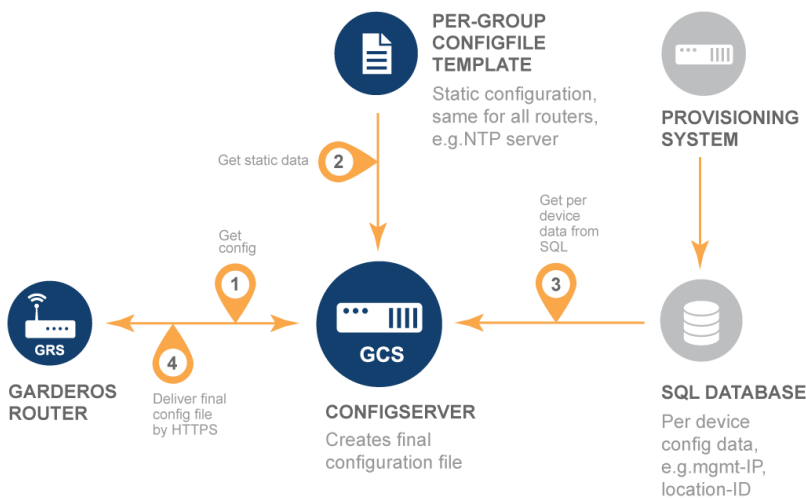 PER-GROUP
CONFIGFILE
TEMPLATE
Static configuration,
same for all routers,
e.g.NTP server
PROVISIONING
SYSTEM
Get static data
2
Get per
device
data from
SQL
3
Get
config
1
GRS
4
GCS
GARDEROS
ROUTER
Deliver final
config file
by HTTPS
CONFIGSERVER
Creates final
configuration file
SQL DATABASE
Per device
config data,
e.g.mgmt-IP,
location-ID